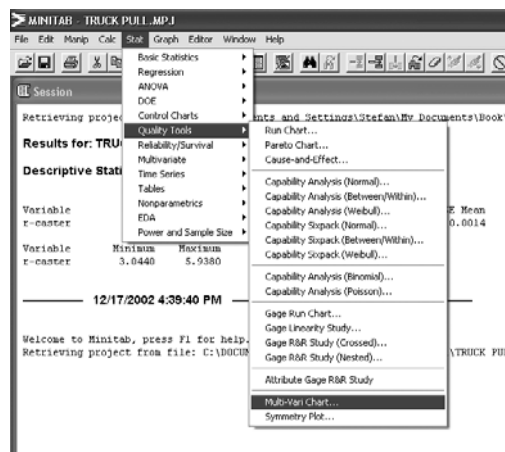 MINITAB - TRUCK PULL.MPJ
File Edit Manip Calc Stat Graph Editor Window Help
Session
Basic Statistics
Regression
ANOVA
DOE
Control Charts
Quality Tools
Reliability/Survival
Multivariate
Time Series
Tables
Nonparametrics
EDA
Power and Sample Size
Run Chart...
Pareto Chart...
Cause-and-Effect...
Capability Analysis (Normal)...
Capability Analysis (Between/Within)...
Capability Analysis (Weibull)...
Capability Sixpack (Normal)...
Capability Sixpack (Between/Within)...
Capability Sixpack (Weibull)...
Capability Analysis (Binomial)...
Capability Analysis (Poisson)...
Gage Run Chart...
Gage Linearity Study...
Gage R&R Study (Crossed)...
Gage R&R Study (Nested)...
Attribute Gage R&R Study
Multi-Vari Chart...
Symmetry Plot...
Retrieving projec nts and Settings\Stefan\My Documents\Book
Results for: TRU
Descriptive Stati
Variable E Mean
r-caster 0.0014
Variable Minimum Maximum
r-caster 3.0440 5.9380
12/17/2002 4:39:40 PM
Welcome to Minitab, press F1 for help.
Retrieving project from file: C:\DOCUM \TRUCK PUL